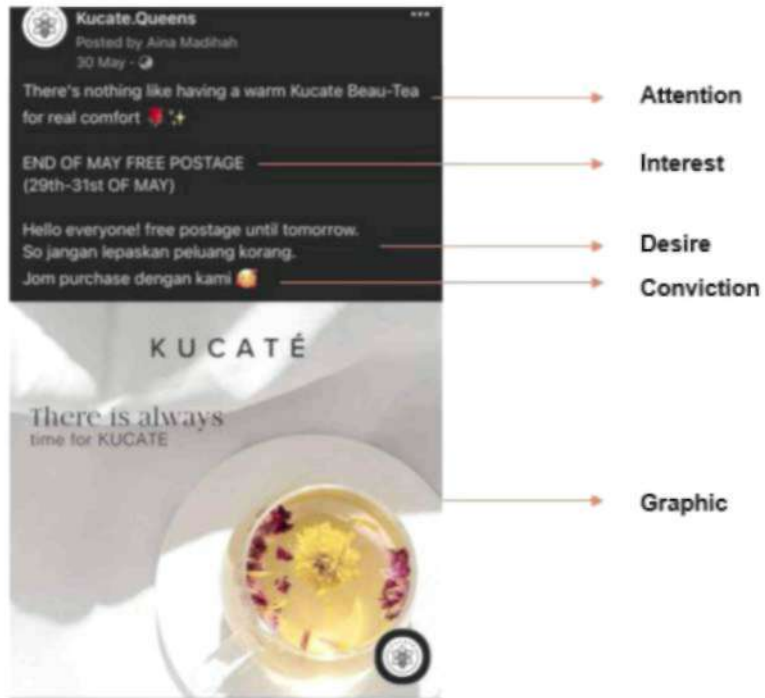 Kucate.Queens
Posted by Aina Madihah
30 May
There's nothing like having a warm Kucate Beau-Tea
for real comfort
END OF MAY FREE POSTAGE
(29th-31st OF MAY)
Hello everyone! free postage until tomorrow.
So jangan lepaskan peluang korang.
Jom purchase dengan kami
Attention
Interest
Desire
Conviction
KUCATÉ
There is always
time for KUCATE
Graphic